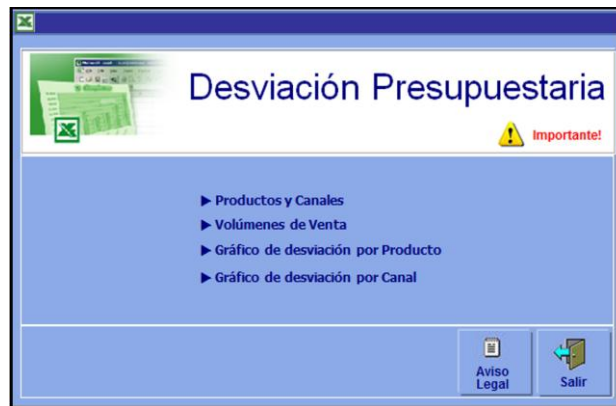 Desviación Presupuestaria
Importante!
Productos y Canales
Volúmenes de Venta
Gráfico de desviación por Producto
Gráfico de desviación por Canal
Aviso
Legal
Salir